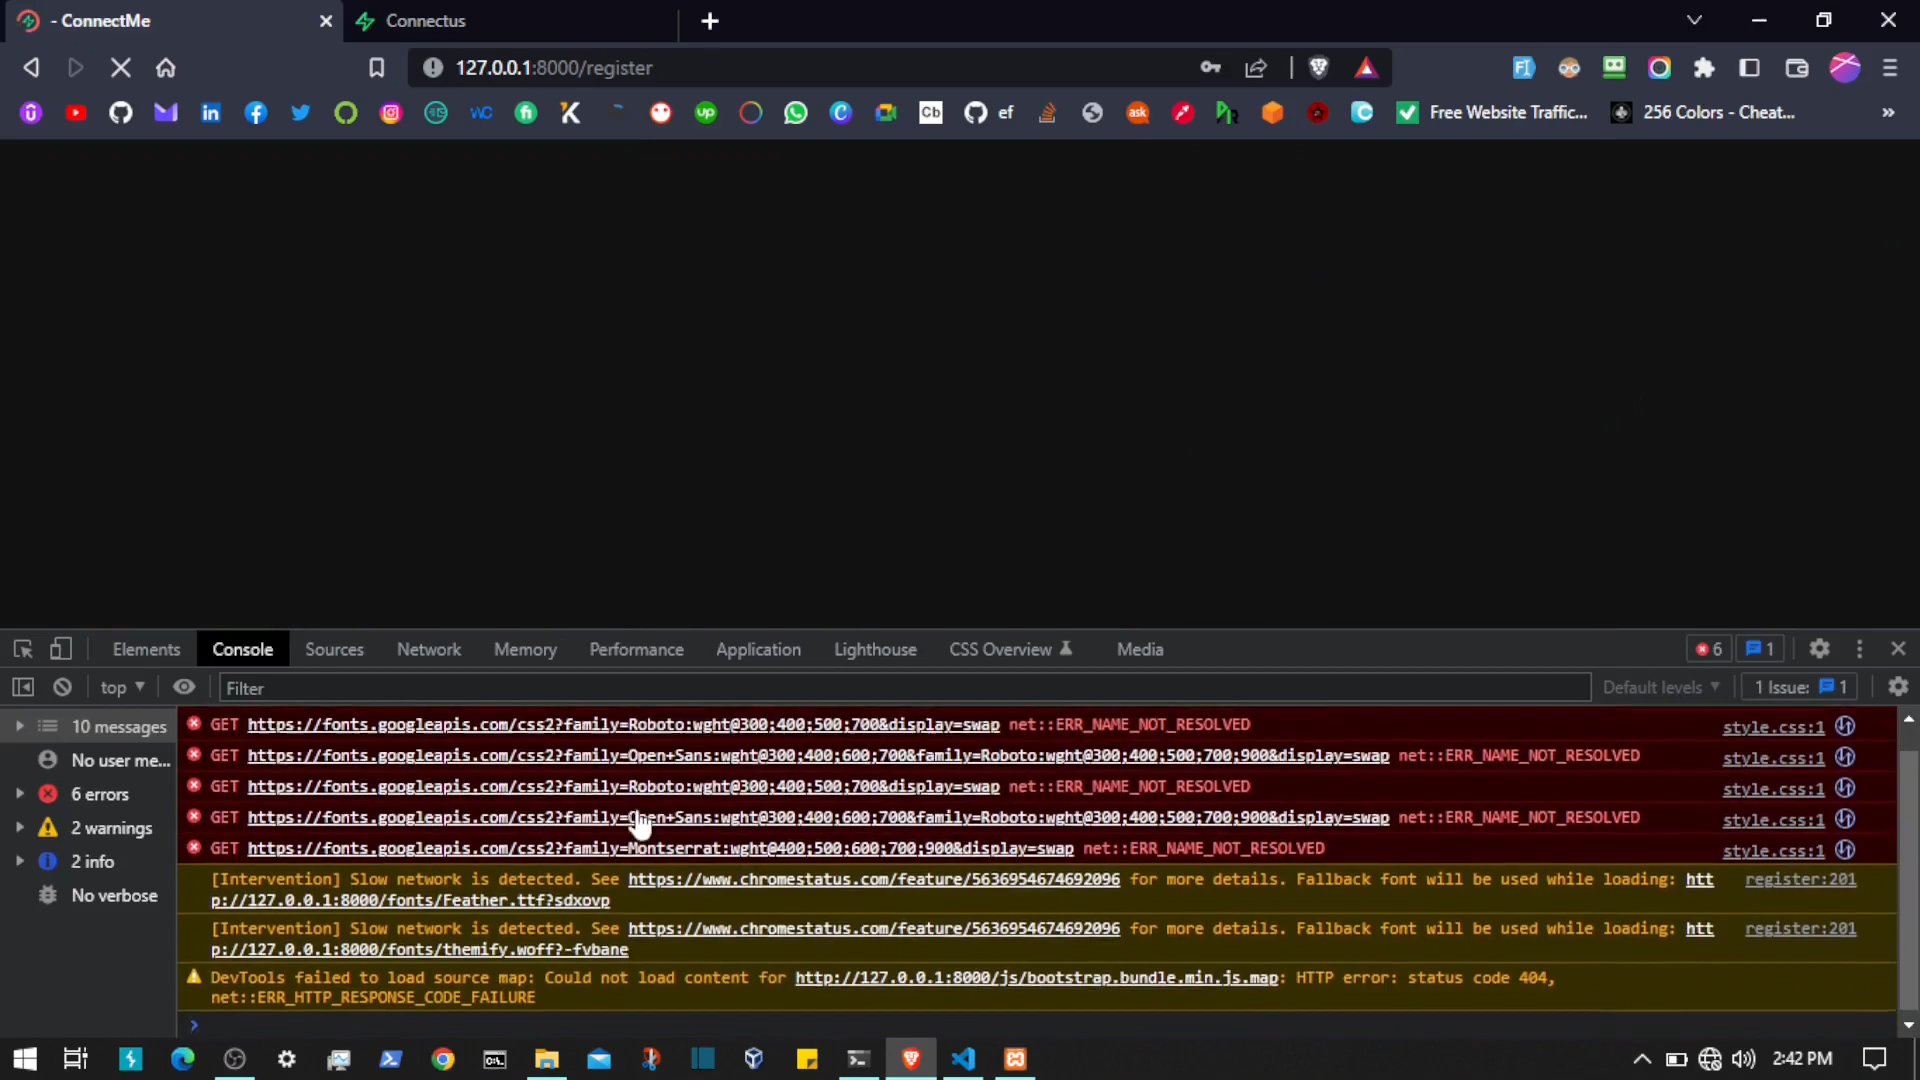 - ConnectMe
Connectus
127.0.0.1:8000/register
up
Cb
ef
ask
Free Website Traffic...
256 Colors - Cheat...
Elements
Console
Sources
Network
Memory
Performance
Application
Lighthouse
CSS Overview
Media
6
1
top
Filter
Default levels
1 Issue: 1
10 messages
No user me...
6 errors
2 warnings
2 info
No verbose
GET https://fonts.googleapis.com/css2?family=Roboto:wght@300;400;500;700&display=swap net::ERR_NAME_NOT_RESOLVED style.css:1
GET https://fonts.googleapis.com/css2?family=Open+Sans:wght@300;400;600;700&family=Roboto:wght@300;400;500;700;900&display=swap net::ERR_NAME_NOT_RESOLVED style.css:1
GET https://fonts.googleapis.com/css2?family=Roboto:wght@300;400;500;700&display=swap net::ERR_NAME_NOT_RESOLVED style.css:1
GET https://fonts.googleapis.com/css2?family=Open+Sans:wght@300;400;600;700&family=Roboto:wght@300;400;500;700;900&display=swap net::ERR_NAME_NOT_RESOLVED style.css:1
GET https://fonts.googleapis.com/css2?family=Montserrat:wght@400;500;600;700;900&display=swap net::ERR_NAME_NOT_RESOLVED style.css:1
[Intervention] Slow network is detected. See https://www.chromestatus.com/feature/5636954674692096 for more details. Fallback font will be used while loading: htt register:201
p://127.0.0.1:8000/fonts/Feather.ttf?sdxovp
[Intervention] Slow network is detected. See https://www.chromestatus.com/feature/5636954674692096 for more details. Fallback font will be used while loading: htt register:201
p://127.0.0.1:8000/fonts/themify.woff?-fvbane
DevTools failed to load source map: Could not load content for http://127.0.0.1:8000/js/bootstrap.bundle.min.js.map: HTTP error: status code 404,
net::ERR_HTTP_RESPONSE_CODE_FAILURE
2:42 PM